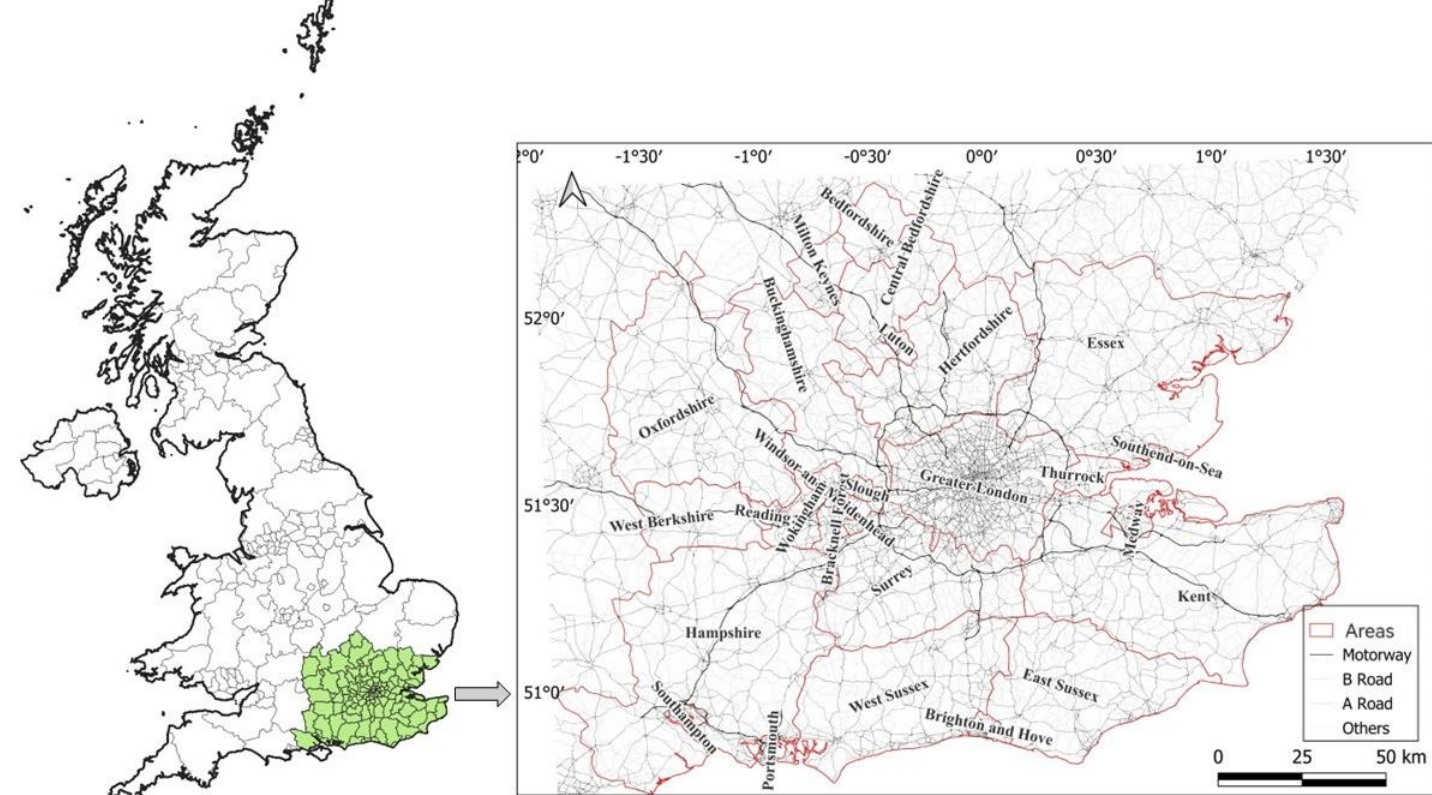 2°0'
-1°30'
-1°0'
-0°30'
0°0'
0°30'
1°0'
1°30'
Bedfordshire
Central Bedfordshire
Milton Keynes
Buckinghamshire
52°0'
Luton
Hertfordshire
Essex
Oxfordshire
Windsor an
Maidenhead
Southend-on-Sea
Thurrock
Greater London
Slough
51°30'
West Berkshire
Reading
Wokingham
Bracknell Forest
Medway
Surrey
Kent
Hampshire
51°0'
Southampton
Portsmouth
West Sussex
East Sussex
Brighton and Hove
Areas
Motorway
B Road
A Road
Others
0 25 50 km